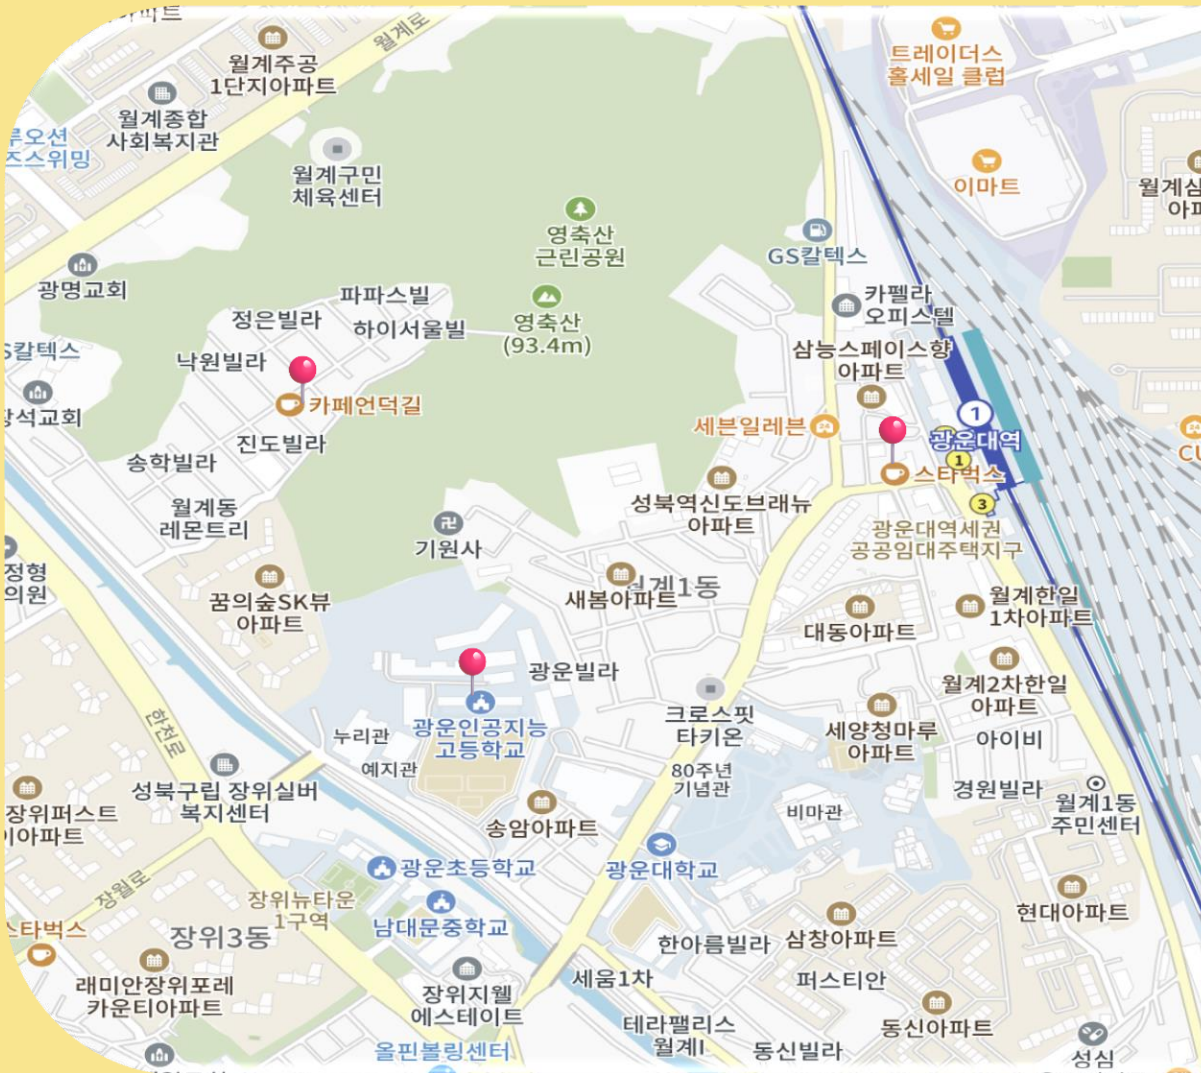 월계로
월계주공
1단지아파트
월계종합
사회복지관
루오션
즈스위밍
월계구민
체육센터
트레이더스
홀세일 클럽
이마트
영축산
근린공원
GS칼텍스
광명교회
카펠라
오피스텔
파파스빌
정은빌라
하이서울빌
영축산
(93.4m)
낙원빌라
S칼텍스
삼능스페이스향
아파트
장석교회
카페언덕길
세븐일레븐
1
광운대역
1
CU
진도빌라
송학빌라
스타벅스
성북역신도브래뉴
아파트
3
월계동
레몬트리
기원사
광운대역세권
공공임대주택지구
정형
의원
꿈의숲SK뷰
아파트
월계1동
새봄아파트
대동아파트
월계한일
1차아파트
광운빌라
월계2차한일
아파트
한천로
누리관
광운인공지능
고등학교
크로스핏
타키온
세양청마루
아파트
아이비
예지관
80주년
기념관
성북구립 장위실버
복지센터
경원빌라
월계1동
주민센터
장위퍼스트
아파트
송암아파트
비마관
장월로
광운초등학교
광운대학교
장위뉴타운
1구역
남대문중학교
현대아파트
스타벅스
장위3동
한아름빌라
삼창아파트
래미안장위포레
카운티아파트
장위지웰
에스테이트
세움1차
퍼스티안
테라팰리스
월계I
동신아파트
올핀볼링센터
동신빌라
성심